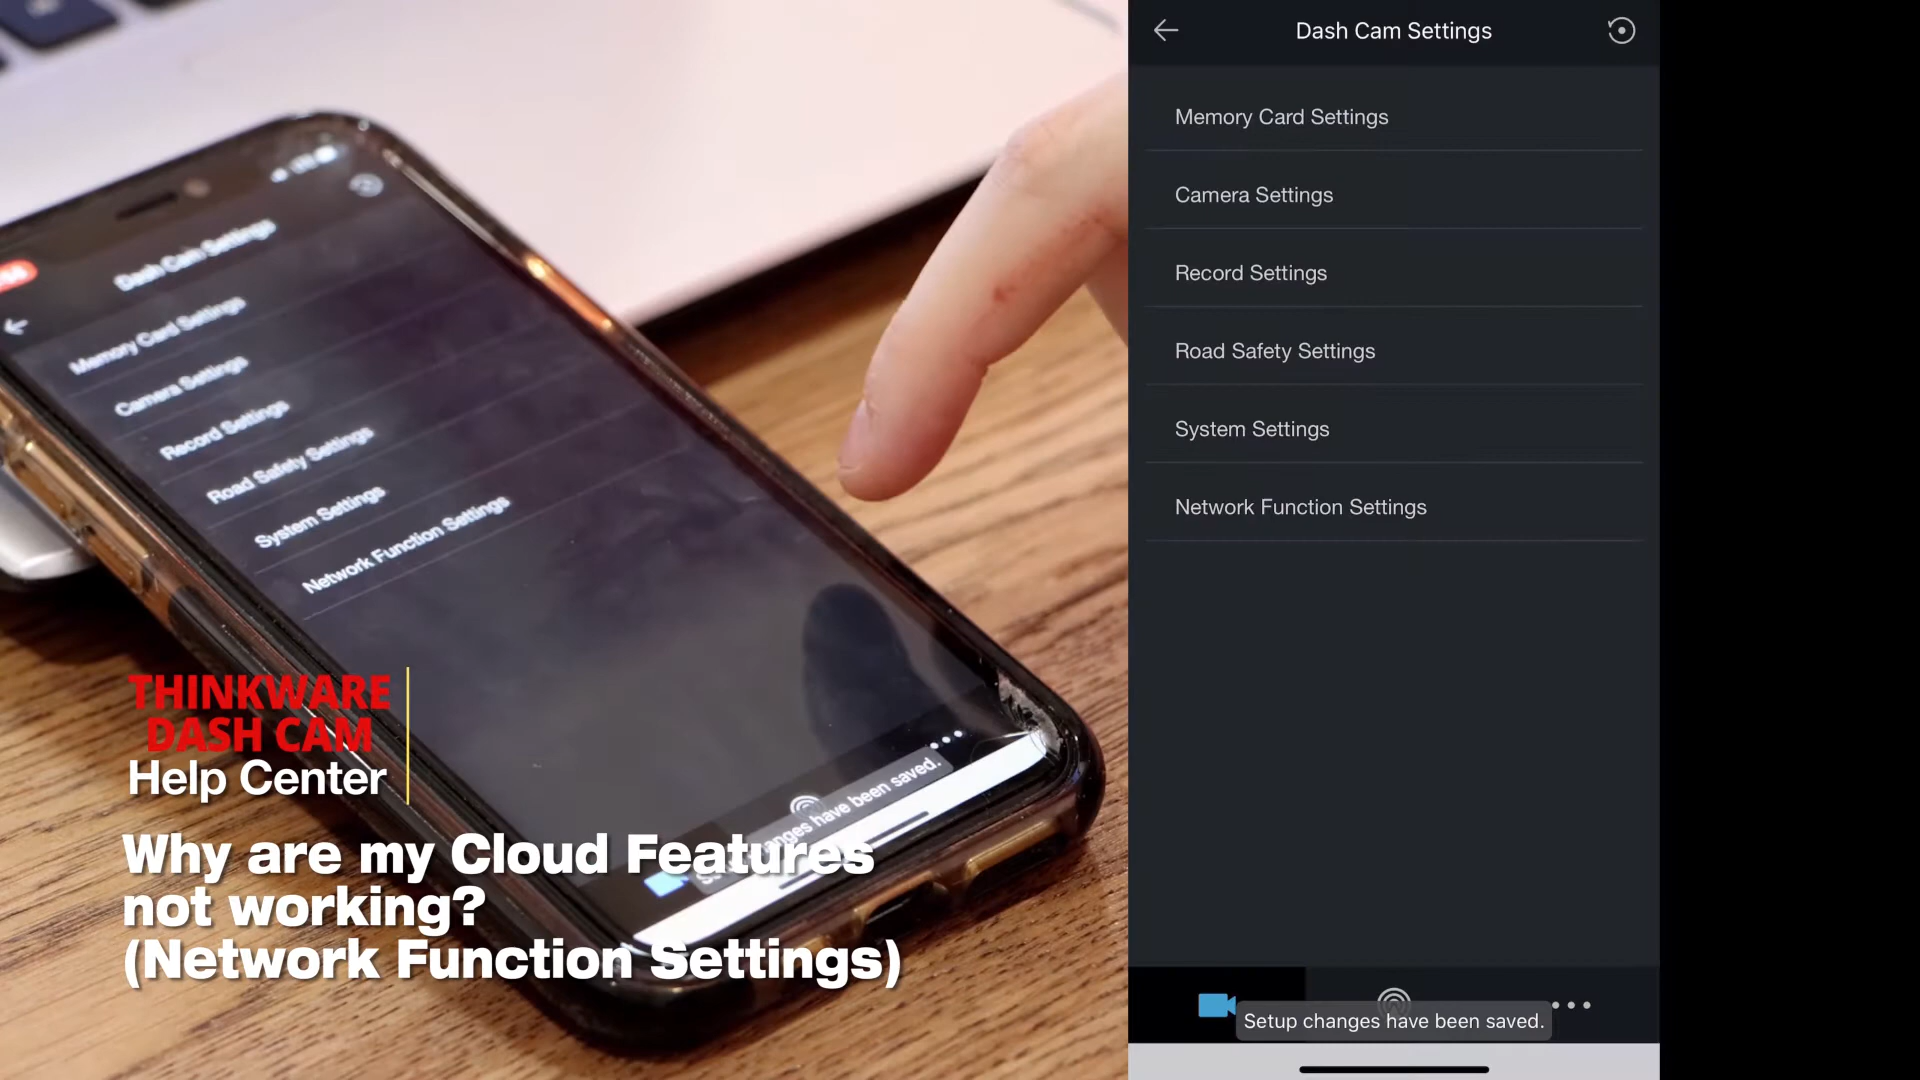 Dash Cam Settings
Memory Card Settings
Camera Settings
Record Settings
Road Safety Settings
System Settings
Network Function Settings
THINKWARE
DASH CAM
Help Center
Why are my Cloud Features
not working?
(Network Function Settings)
Dash Cam Settings
Memory Card Settings
Camera Settings
Record Settings
Road Safety Settings
System Settings
Network Function Settings
Setup changes have been saved.